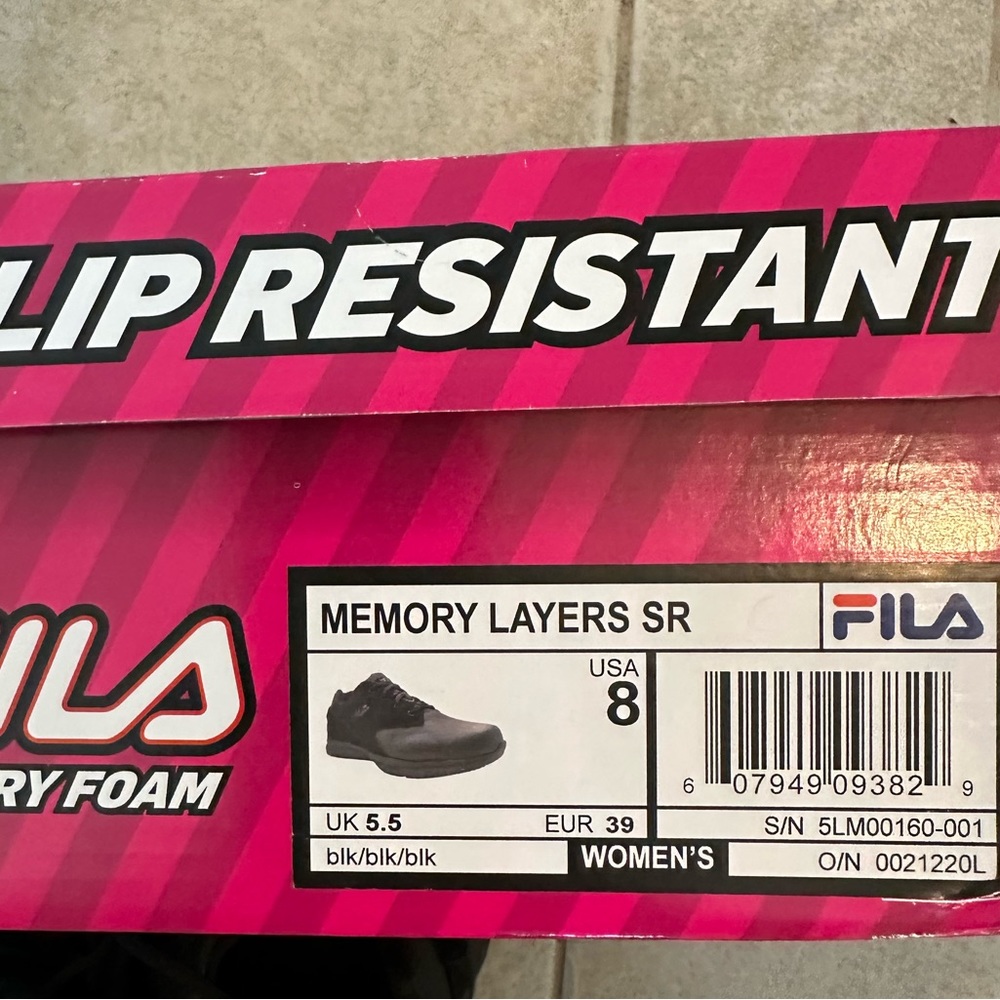 LIP RESISTANT
ILA
RY FOAM
MEMORY LAYERS SR
FILA
USA
8
6 07949 09382 9
UK 5.5
EUR 39
S/N 5LM00160-001
blk/blk/blk
WOMEN'S
O/N 0021220L